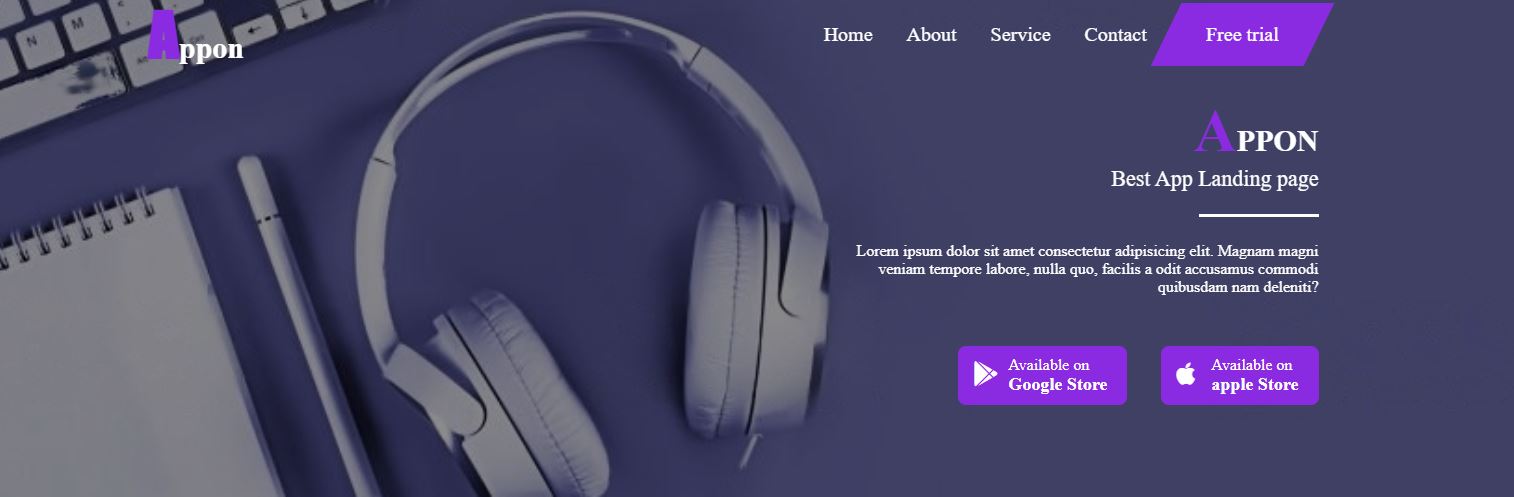 Appon
Home About Service Contact Free trial
APPON
Best App Landing page
Lorem ipsum dolor sit amet consectetur adipisicing elit. Magnam magni
veniam tempore labore, nulla quo, facilis a odit accusamus commodi
quibusdam nam deleniti?
Available on
Google Store
Available on
apple Store
N
M